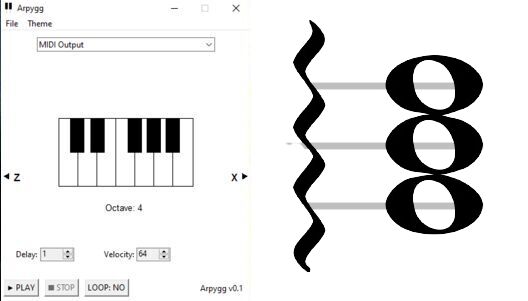 Arpygg
File Theme
MIDI Output
Z X
Octave: 4
Delay: 1 Velocity: 64
PLAY STOP LOOP: NO Arpygg v0.1